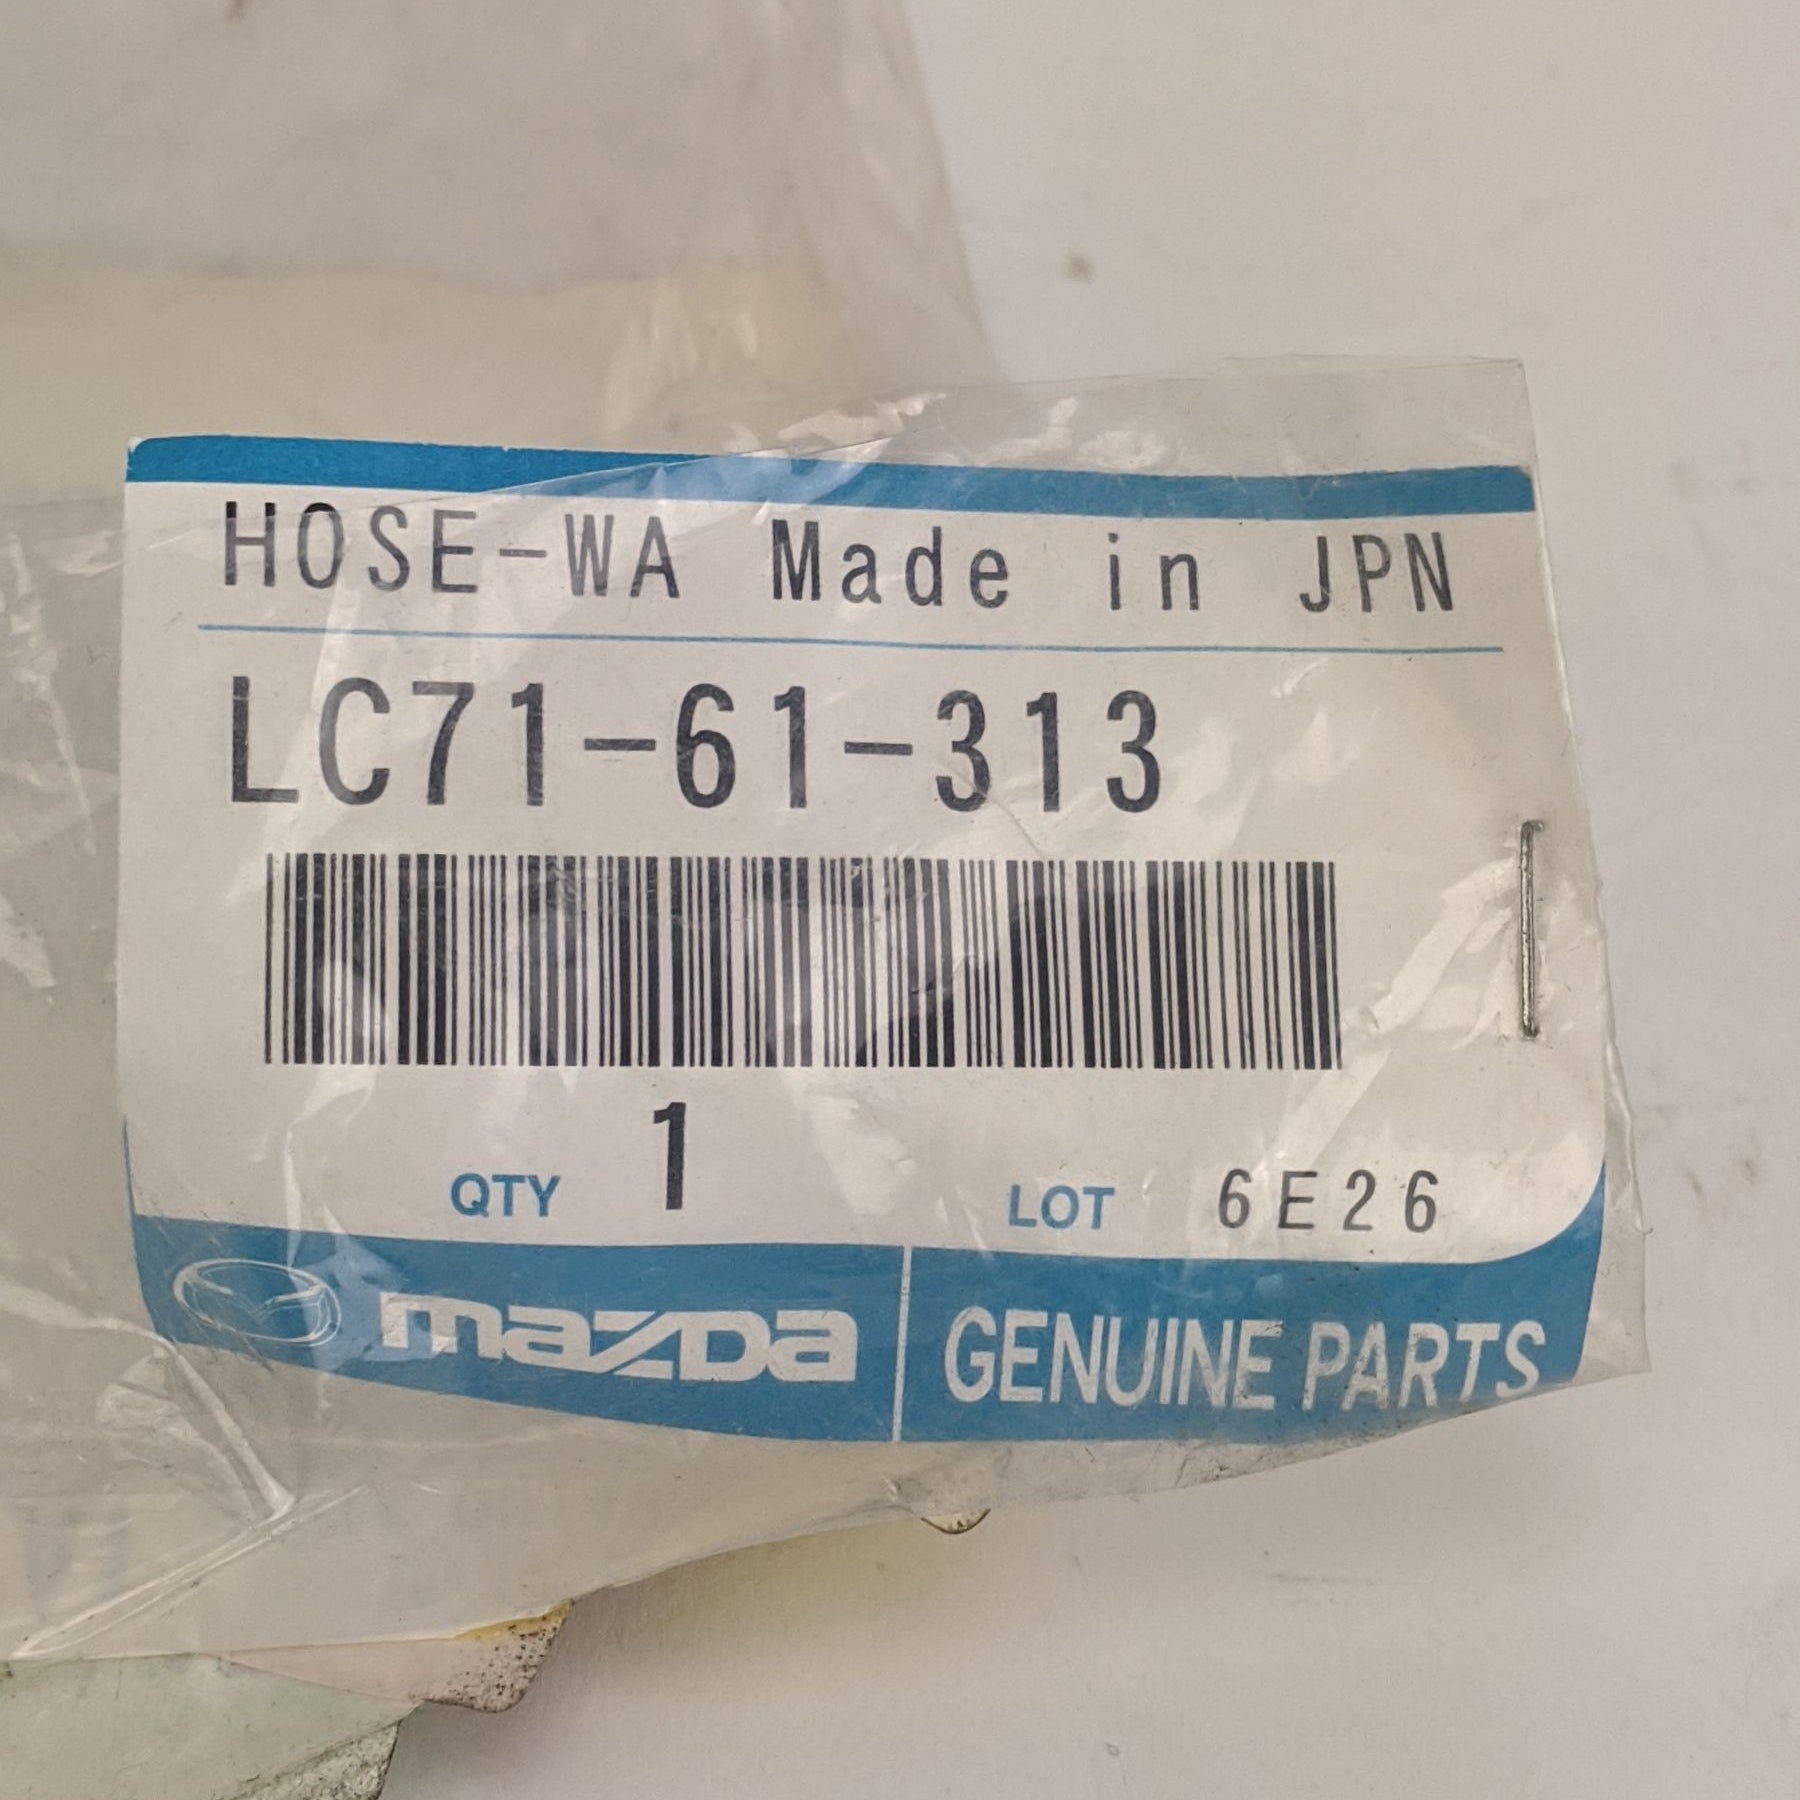 HOSE-WA Made in JPN
LC71-61-313
QTY 1 LOT 6E26
mazda GENUINE PARTS